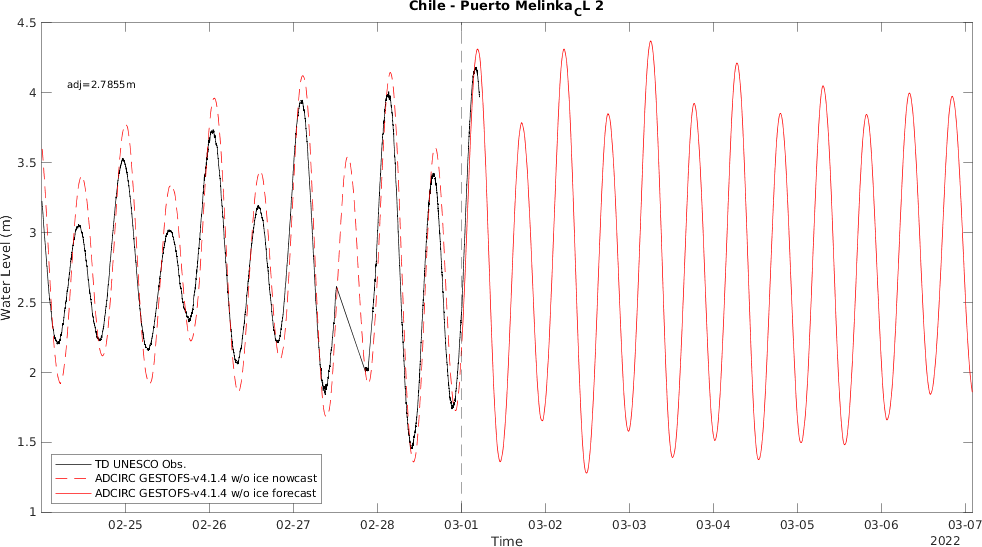 Chile - Puerto Melinka_CL 2
4.5
4
3.5
3
2.5
2
1.5
1
Water Level (m)
adj=2.7855m
TD UNESCO Obs.
ADCIRC GESTOFS-v4.1.4 w/o ice nowcast
ADCIRC GESTOFS-v4.1.4 w/o ice forecast
02-25 02-26 02-27 02-28 03-01 03-02 03-03 03-04 03-05 03-06 03-07
Time
2022